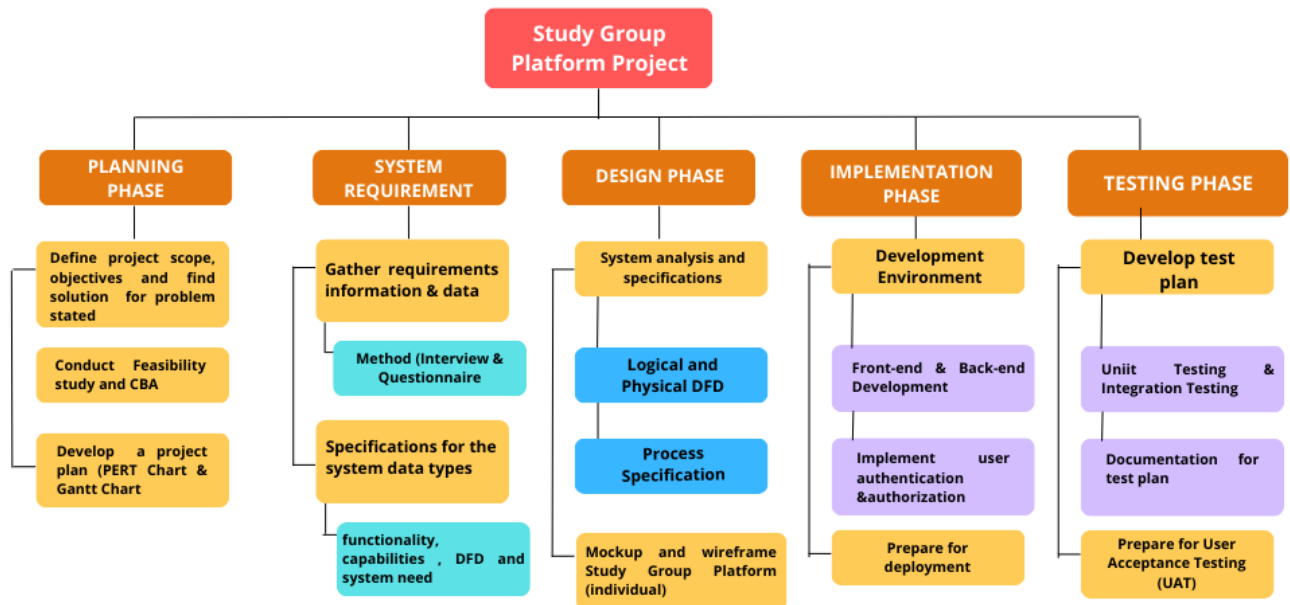 Study Group
Platform Project
PLANNING
PHASE
Define project scope,
objectives and find
solution for problem
stated
Conduct Feasibility
study and CBA
Develop a project
plan (PERT Chart &
Gantt Chart
SYSTEM
REQUIREMENT
Gather requirements
information & data
Method (Interview &
Questionnaire
Specifications for the
system data types
functionality,
capabilities , DFD and
system need
DESIGN PHASE
System analysis and
specifications
Logical and
Physical DFD
Process
Specification
Mockup and wireframe
Study Group Platform
(individual)
IMPLEMENTATION
PHASE
Development
Environment
Front-end & Back-end
Development
Implement user
authentication
&authorization
Prepare for
deployment
TESTING PHASE
Develop test
plan
Uniit Testing &
Integration Testing
Documentation for
test plan
Prepare for User
Acceptance Testing
(UAT)